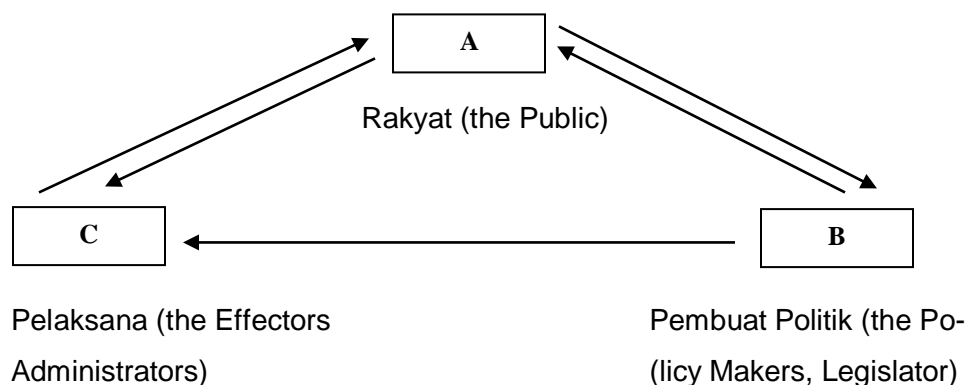 A
Rakyat (the Public)
C
B
Pelaksana (the Effectors
Administrators)
Pembuat Politik (the Po-
(licy Makers, Legislator)